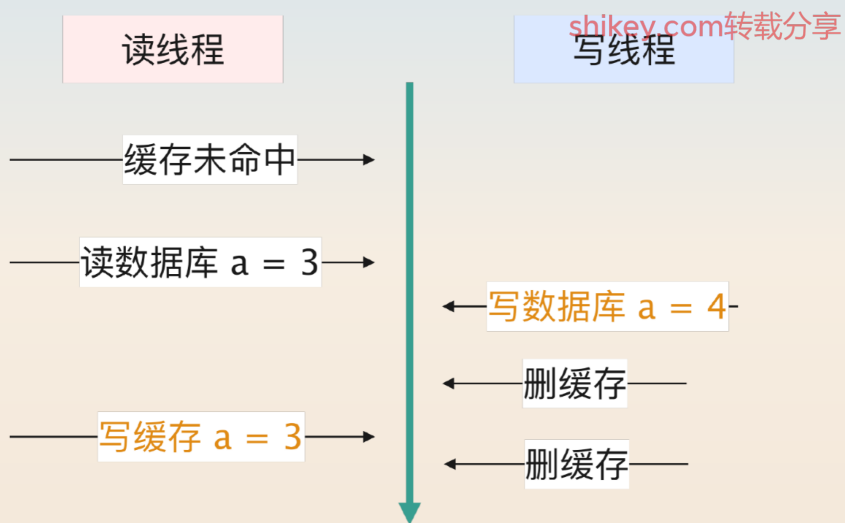 shikey.com转载分享
读线程
写线程
缓存未命中
读数据库 a = 3
写数据库 a = 4
删缓存
写缓存 a = 3
删缓存